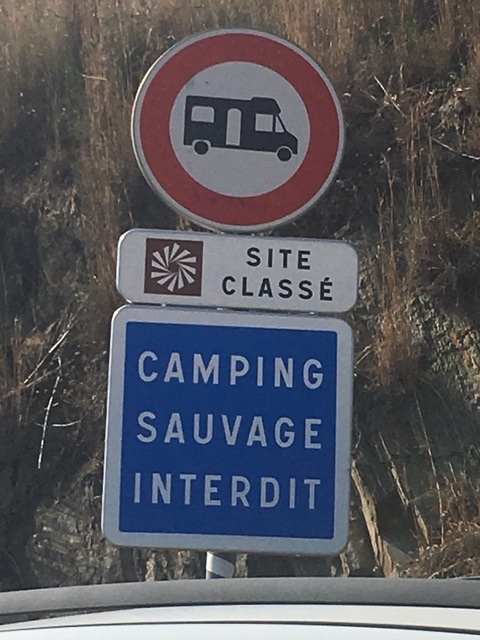 SITE
CLASSÉ
CAMPING
SAUVAGE
INTERDIT